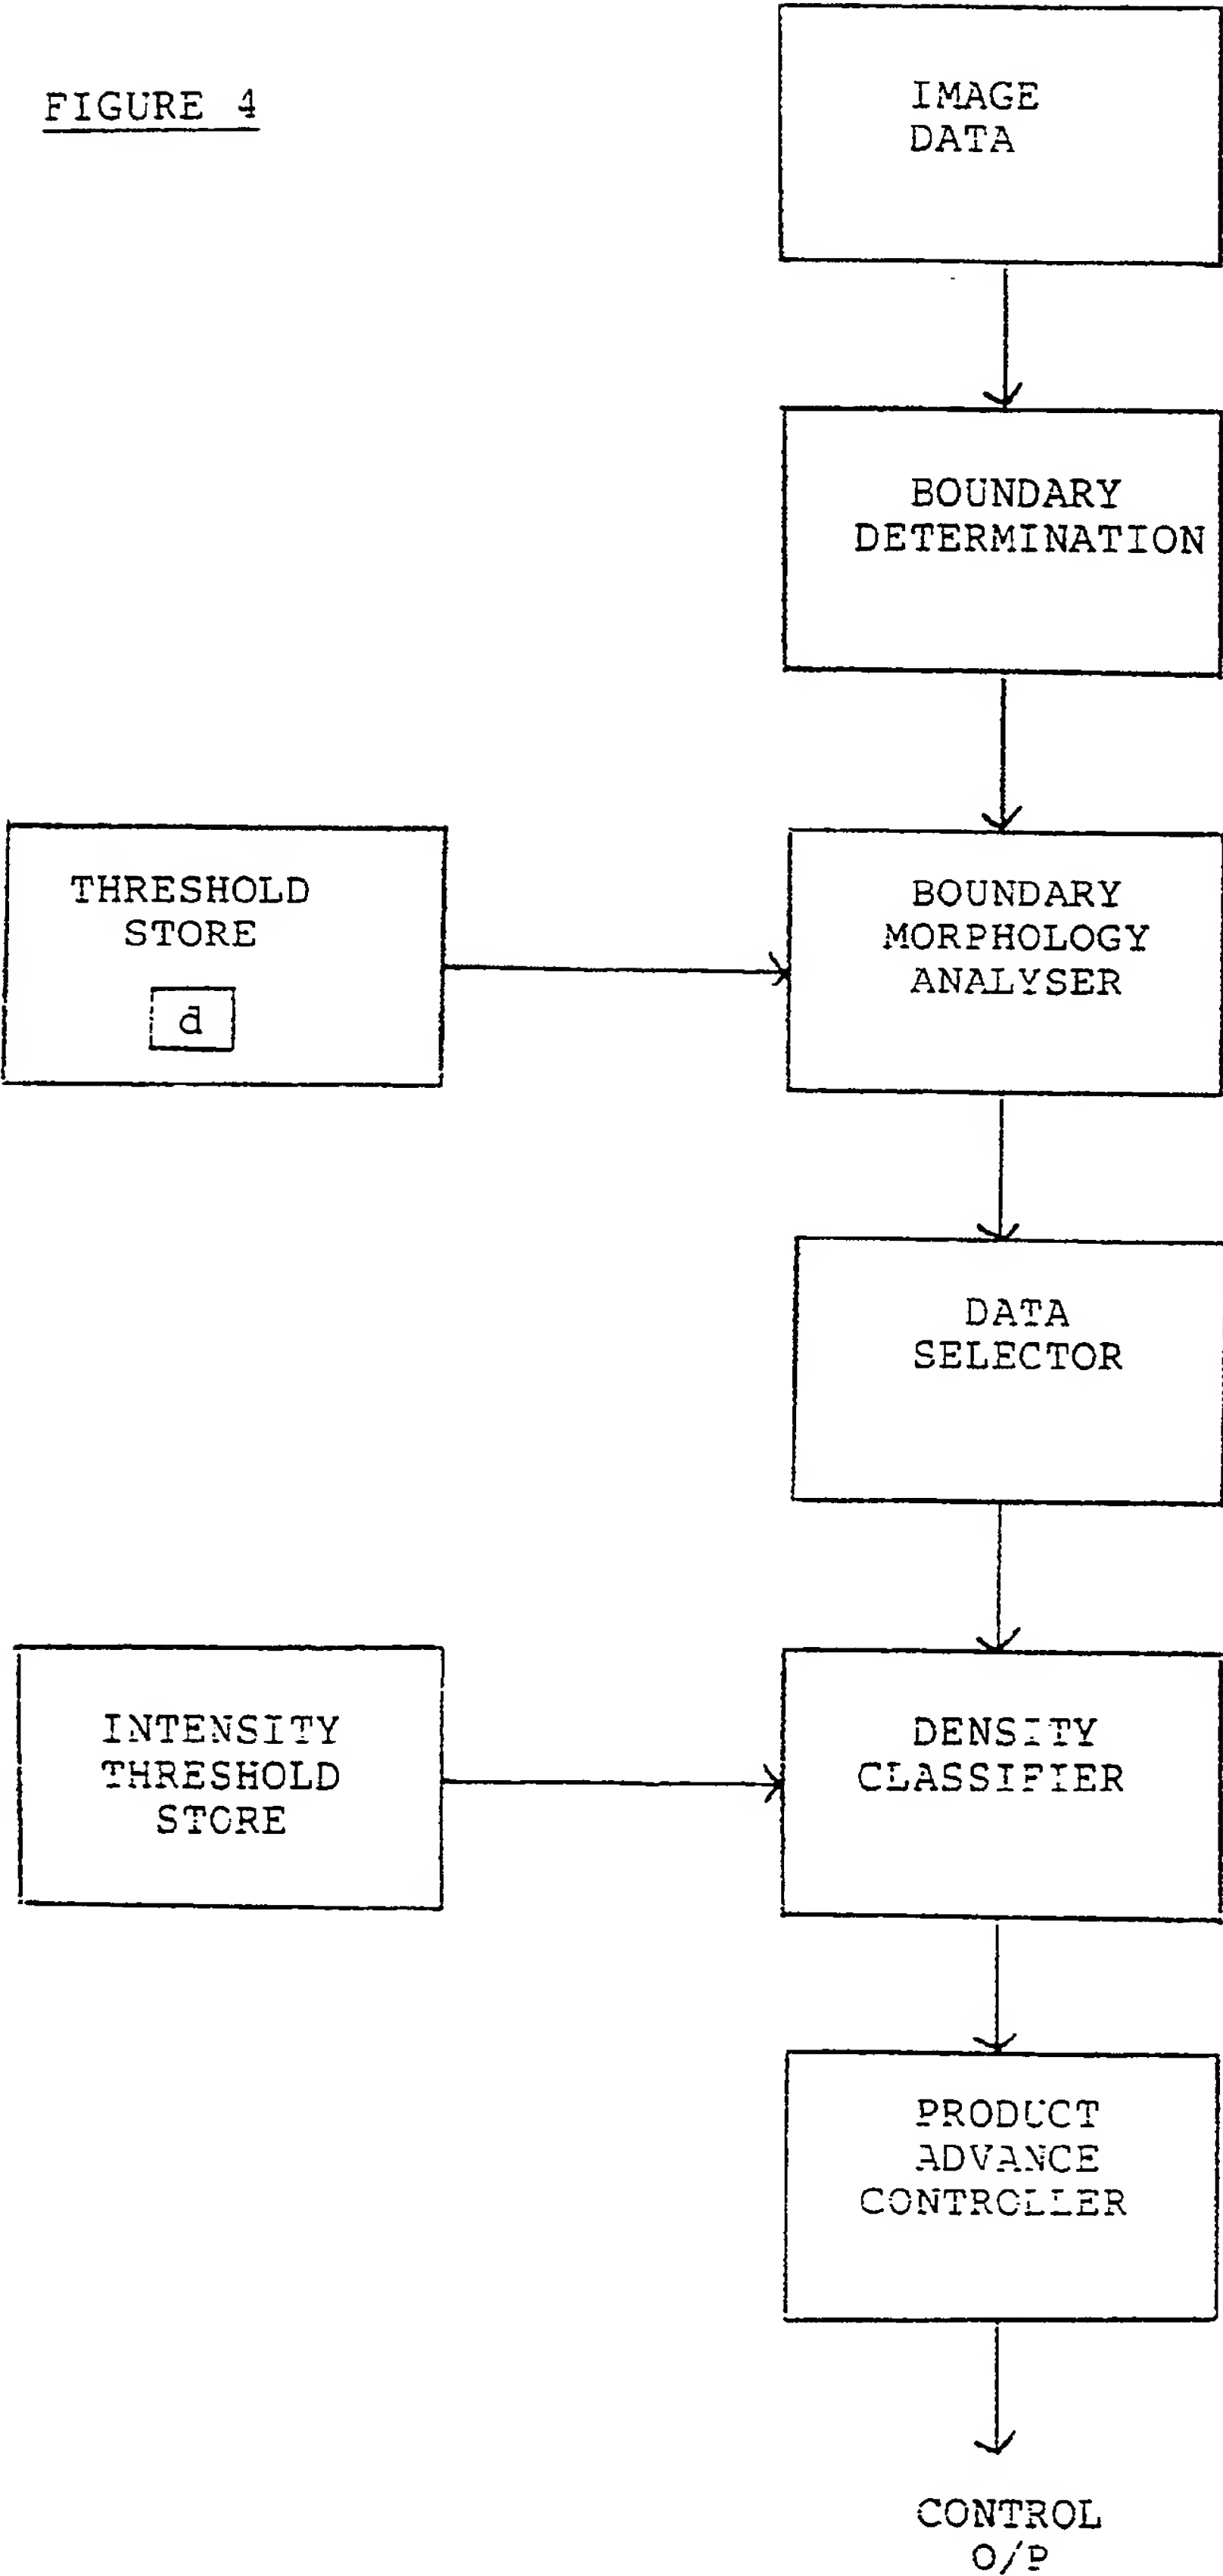 FIGURE 4
IMAGE
DATA
BOUNDARY
DETERMINATION
THRESHOLD
STORE
d
BOUNDARY
MORPHOLOGY
ANALYSER
DATA
SELECTOR
INTENSITY
THRESHOLD
STORE
DENSITY
CLASSIFIER
PRODUCT
ADVANCE
CONTROLLER
CONTROL
O/P